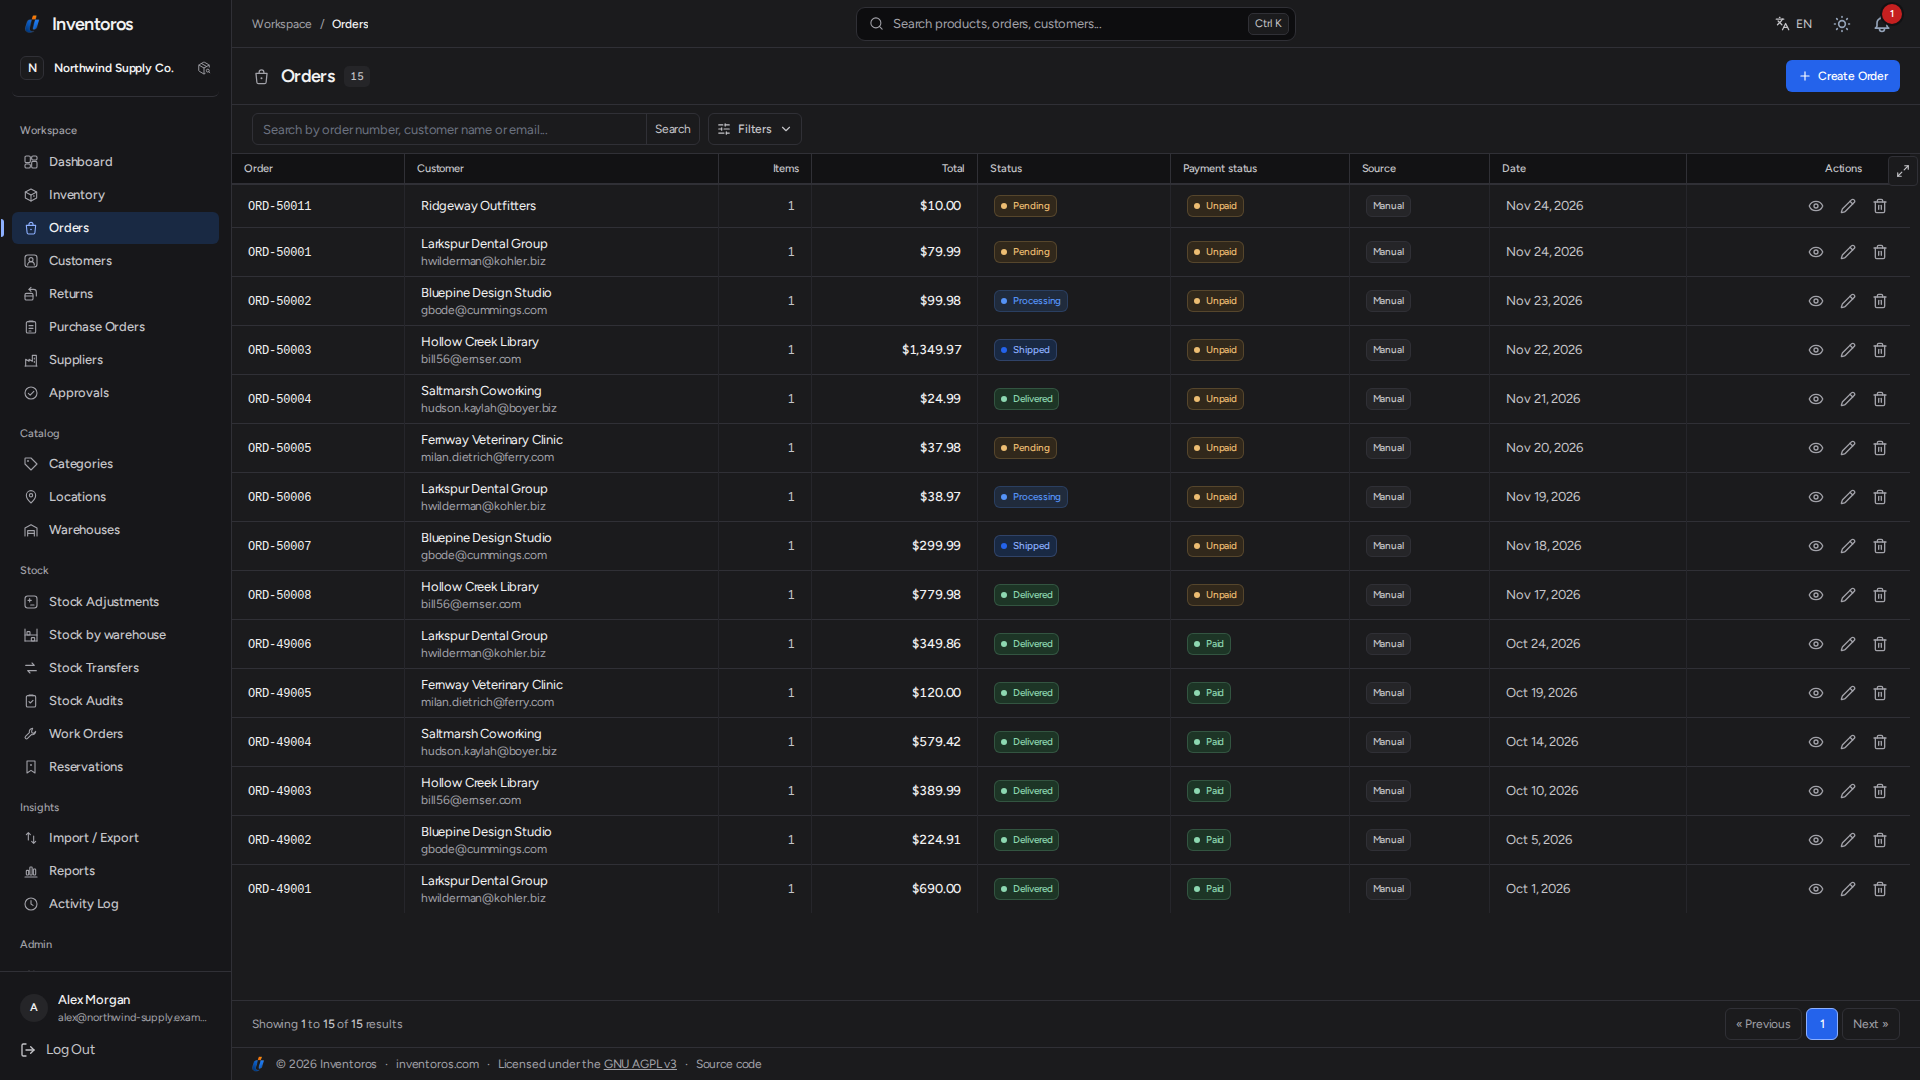 Inventoros
N Northwind Supply Co.
Workspace
Dashboard
Inventory
Orders
Customers
Returns
Purchase Orders
Suppliers
Approvals
Catalog
Categories
Locations
Warehouses
Stock
Stock Adjustments
Stock by warehouse
Stock Transfers
Stock Audits
Work Orders
Reservations
Insights
Import / Export
Reports
Activity Log
Admin
A Alex Morgan
alex@northwind-supply.exam...
Log Out
Workspace / Orders
Search products, orders, customers... Ctrl K
EN 1
Orders 15
+ Create Order
Search by order number, customer name or email... Search Filters
Order Customer Items Total Status Payment status Source Date Actions
ORD-50011 Ridgeway Outfitters 1 $10.00 Pending Unpaid Manual Nov 24, 2026
ORD-50001 Larkspur Dental Group 1 $79.99 Pending Unpaid Manual Nov 24, 2026
hwilderman@kohler.biz
ORD-50002 Bluepine Design Studio 1 $99.98 Processing Unpaid Manual Nov 23, 2026
gbode@cummings.com
ORD-50003 Hollow Creek Library 1 $1,349.97 Shipped Unpaid Manual Nov 22, 2026
bill56@ernser.com
ORD-50004 Saltmarsh Coworking 1 $24.99 Delivered Unpaid Manual Nov 21, 2026
hudson.kaylah@boyer.biz
ORD-50005 Fernway Veterinary Clinic 1 $37.98 Pending Unpaid Manual Nov 20, 2026
milan.dietrich@ferry.com
ORD-50006 Larkspur Dental Group 1 $38.97 Processing Unpaid Manual Nov 19, 2026
hwilderman@kohler.biz
ORD-50007 Bluepine Design Studio 1 $299.99 Shipped Unpaid Manual Nov 18, 2026
gbode@cummings.com
ORD-50008 Hollow Creek Library 1 $779.98 Delivered Unpaid Manual Nov 17, 2026
bill56@ernser.com
ORD-49006 Larkspur Dental Group 1 $349.86 Delivered Paid Manual Oct 24, 2026
hwilderman@kohler.biz
ORD-49005 Fernway Veterinary Clinic 1 $120.00 Delivered Paid Manual Oct 19, 2026
milan.dietrich@ferry.com
ORD-49004 Saltmarsh Coworking 1 $579.42 Delivered Paid Manual Oct 14, 2026
hudson.kaylah@boyer.biz
ORD-49003 Hollow Creek Library 1 $389.99 Delivered Paid Manual Oct 10, 2026
bill56@ernser.com
ORD-49002 Bluepine Design Studio 1 $224.91 Delivered Paid Manual Oct 5, 2026
gbode@cummings.com
ORD-49001 Larkspur Dental Group 1 $690.00 Delivered Paid Manual Oct 1, 2026
hwilderman@kohler.biz
Showing 1 to 15 of 15 results
« Previous 1 Next »
© 2026 Inventoros · inventoros.com · Licensed under the GNU AGPL v3 · Source code